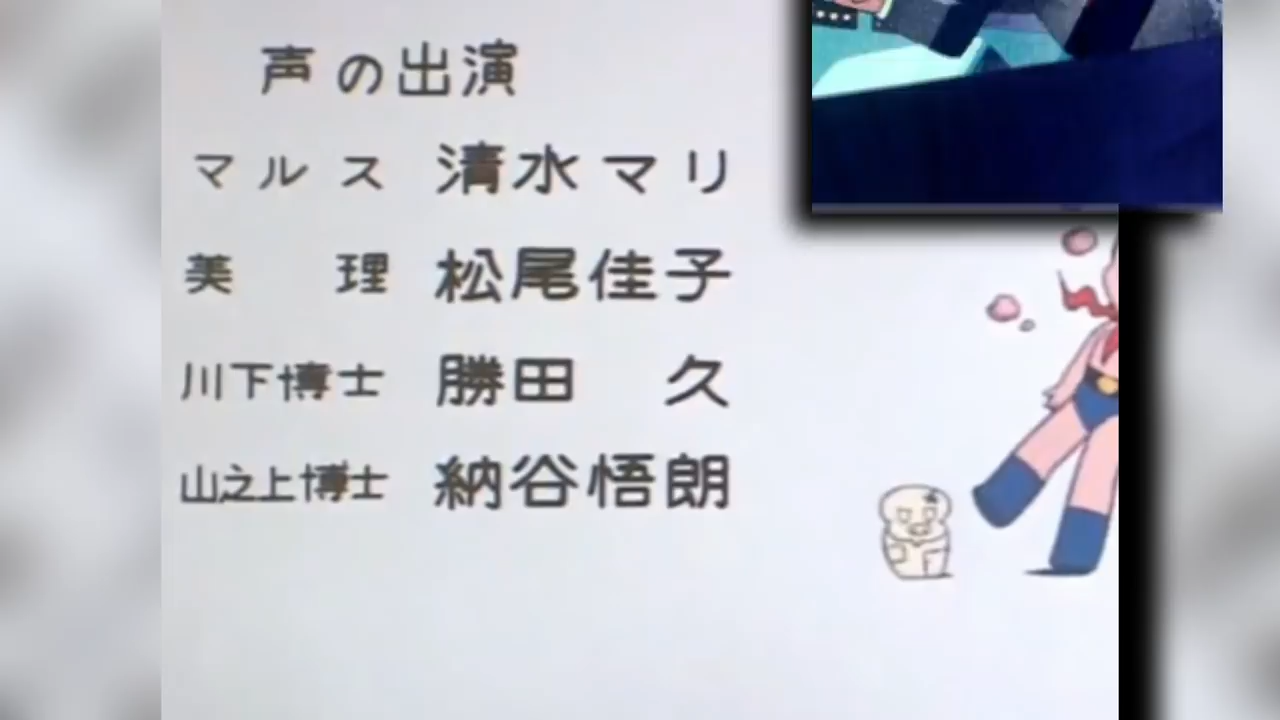 声の出演
マルス 清水マリ
美理 松尾佳子
川下博士 勝田久
山之上博士 納谷悟朗